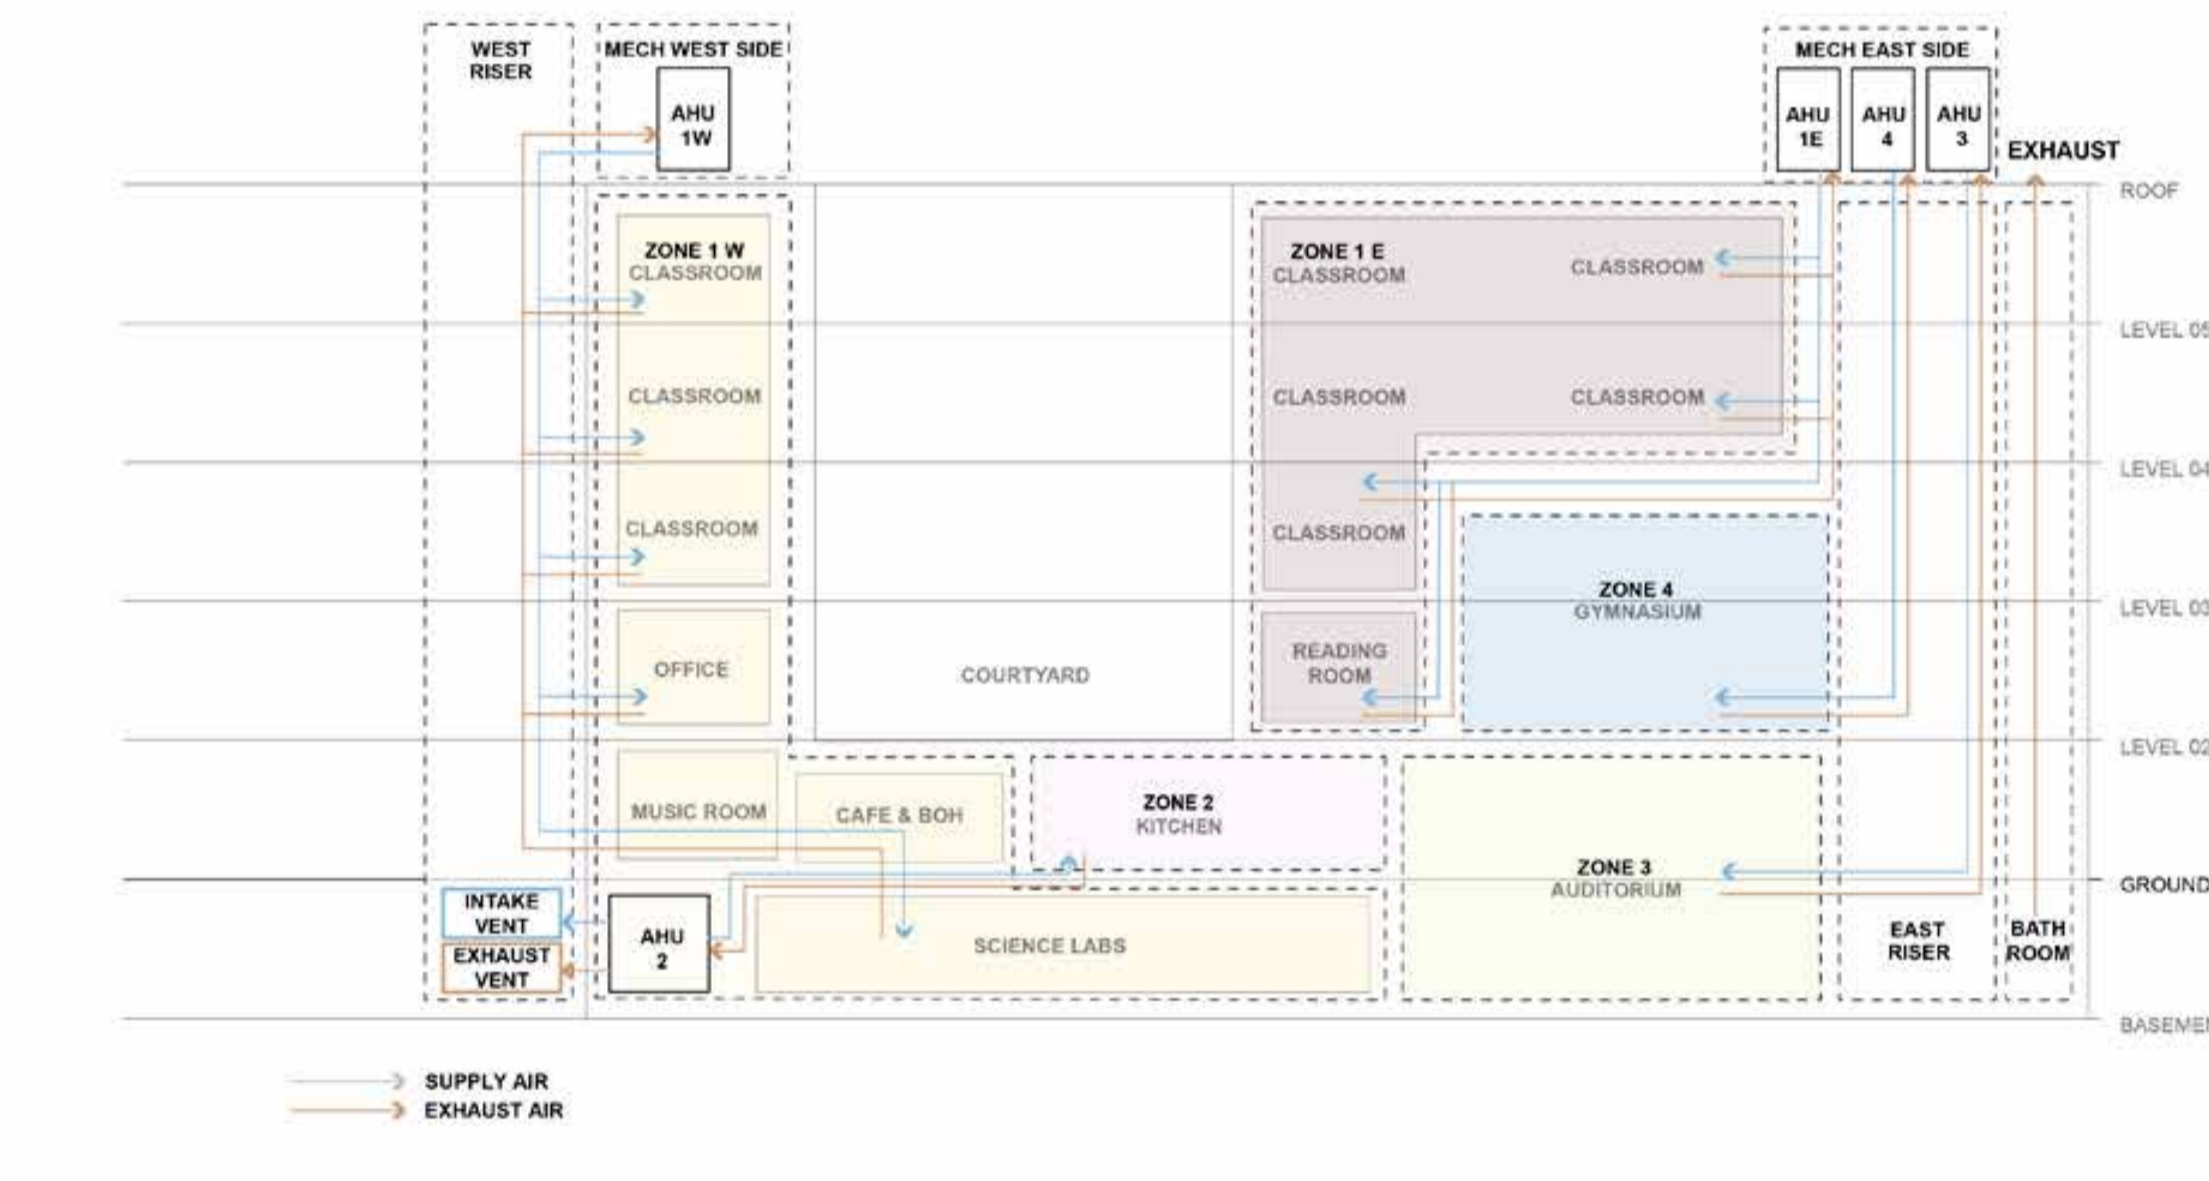 WEST
RISER
MECH WEST SIDE
AHU
1W
MECH EAST SIDE
AHU
1E
AHU
4
AHU
3
EXHAUST
ROOF
ZONE 1 W
CLASSROOM
ZONE 1 E
CLASSROOM
CLASSROOM
LEVEL 05
CLASSROOM
CLASSROOM
CLASSROOM
LEVEL 04
CLASSROOM
CLASSROOM
ZONE 4
GYMNASIUM
LEVEL 03
OFFICE
COURTYARD
READING
ROOM
LEVEL 02
MUSIC ROOM
CAFE & BOH
ZONE 2
KITCHEN
ZONE 3
AUDITORIUM
GROUND
INTAKE
VENT
EXHAUST
VENT
AHU
2
SCIENCE LABS
EAST
RISER
BATH
ROOM
BASEMEN
SUPPLY AIR
EXHAUST AIR